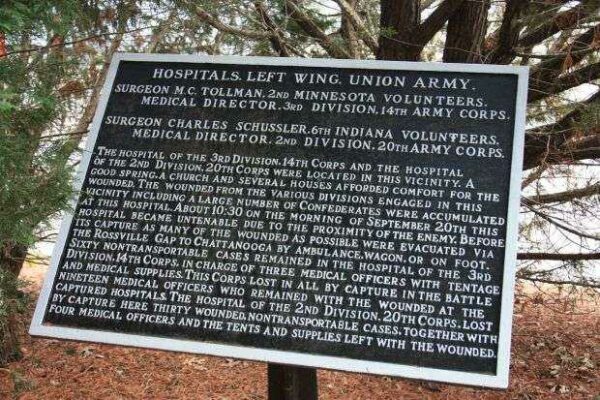 HOSPITALS. LEFT WING. UNION ARMY.
SURGEON M.C. TOLLMAN. 2ND MINNESOTA VOLUNTEERS.
MEDICAL DIRECTOR. 3RD DIVISION. 14TH ARMY CORPS.
SURGEON CHARLES SCHUSSLER. 6TH INDIANA VOLUNTEERS.
MEDICAL DIRECTOR. 2ND DIVISION. 20TH ARMY CORPS.
THE HOSPITAL OF THE 3RD DIVISION. 14TH CORPS AND THE HOSPITAL
OF THE 2ND DIVISION. 20TH CORPS WERE LOCATED IN THIS VICINITY. A
GOOD SPRING, A CHURCH AND SEVERAL HOUSES AFFORDED COMFORT FOR THE
WOUNDED. THE WOUNDED FROM THE VARIOUS DIVISIONS ENGAGED IN THIS
VICINITY INCLUDING A LARGE NUMBER OF CONFEDERATES WERE ACCUMULATED
AT THIS HOSPITAL. ABOUT 10:30 ON THE MORNING OF SEPTEMBER 20TH THIS
HOSPITAL BECAME UNTENABLE DUE TO THE PROXIMITY OF THE ENEMY. BEFORE
ITS CAPTURE AS MANY OF THE WOUNDED AS POSSIBLE WERE EVACUATED VIA
THE ROSSVILLE GAP TO CHATTANOOGA BY AMBULANCE, WAGON, OR ON FOOT.
SIXTY NONTRANSPORTABLE CASES REMAINED AT THE HOSPITAL OF THE 3RD
DIVISION. 14TH CORPS, IN CHARGE OF THREE MEDICAL OFFICERS WITH TENTAGE
AND MEDICAL SUPPLIES. THIS CORPS LOST IN ALL BY CAPTURE IN THE BATTLE
NINETEEN MEDICAL OFFICERS WHO REMAINED WITH THE WOUNDED AT THE
CAPTURED HOSPITALS. THE HOSPITAL OF THE 2ND DIVISION. 20TH CORPS. LOST
BY CAPTURE HERE THIRTY WOUNDED, NONTRANSPORTABLE CASES, TOGETHER WITH
FOUR MEDICAL OFFICERS AND THE TENTS AND SUPPLIES LEFT WITH THE WOUNDED.